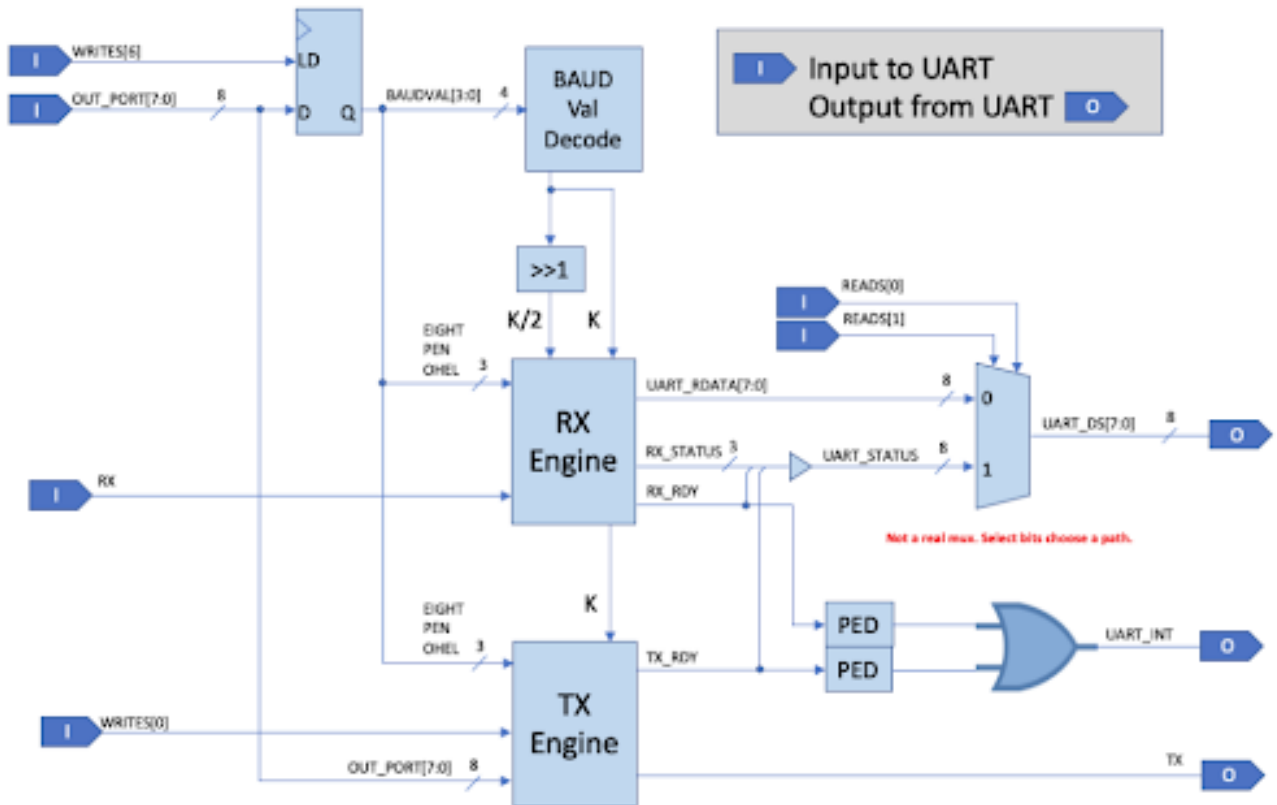 I
WRITES[6]
I
OUT_PORT[7:0]
8
LD
D
Q
BAUDVAL[3:0]
4
BAUD
Val
Decode
I
Input to UART
Output from UART
O
>>1
K/2
K
I
READS[0]
I
READS[1]
EIGHT
PEN
OHEL
3
RX
Engine
UART_RDATA[7:0]
8
0
RX_STATUS
3
UART_STATUS
8
1
UART_DS[7:0]
8
O
I
RX
RX_RDY
Not a real mux. Select bits choose a path.
K
EIGHT
PEN
OHEL
3
TX
Engine
TX_RDY
PED
PED
UART_INT
O
I
WRITES[0]
OUT_PORT[7:0]
8
TX
O